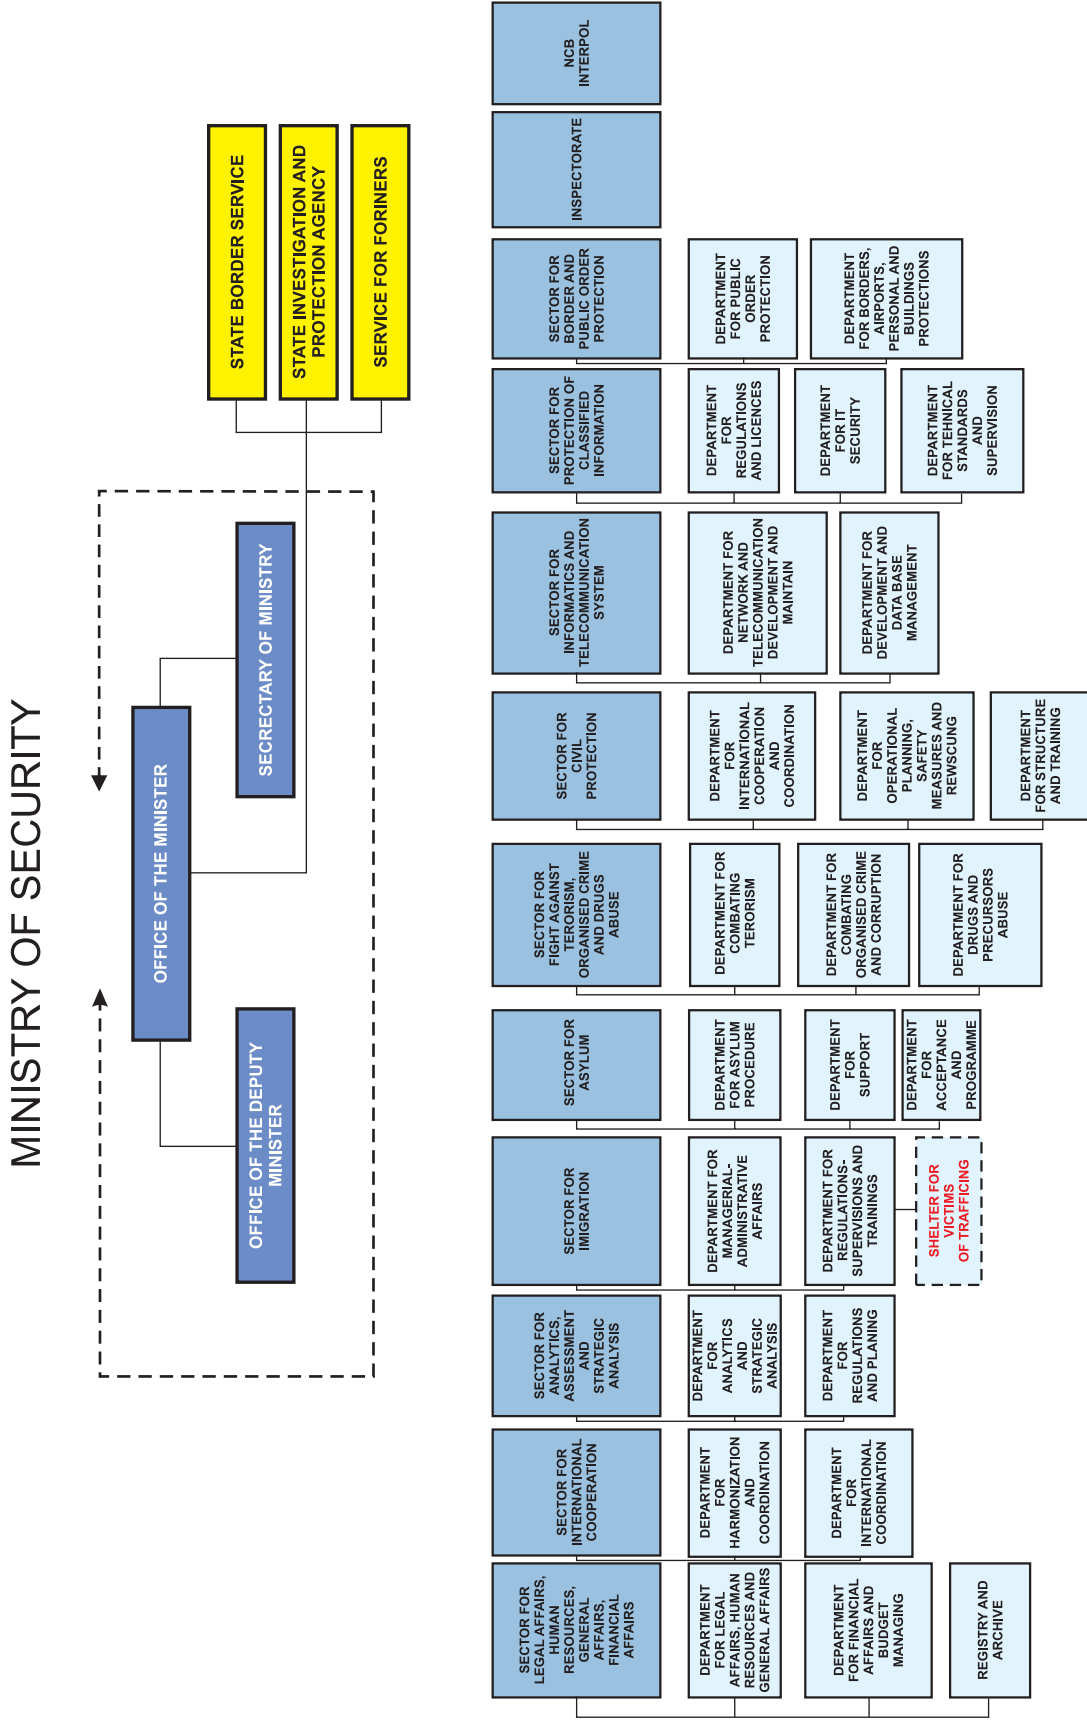 MINISTRY OF SECURITY
OFFICE OF THE MINISTER
OFFICE OF THE DEPUTY
MINISTER
SECRETARY OF MINISTRY
STATE BORDER SERVICE
STATE INVESTIGATION AND
PROTECTION AGENCY
SERVICE FOR FORINERS
SECTOR FOR
LEGAL AFFAIRS,
HUMAN
RESOURCES,
GENERAL
AFFAIRS,
FINANCIAL
AFFAIRS
DEPARTMENT
FOR LEGAL
AFFAIRS, HUMAN
RESOURCES AND
GENERAL AFFAIRS
DEPARTMENT
FOR FINANCIAL
AFFAIRS AND
BUDGET
MANAGING
REGISTRY AND
ARCHIVE
SECTOR FOR
INTERNATIONAL
COOPERATION
DEPARTMENT
FOR
HARMONIZATION
AND
COORDINATION
DEPARTMENT
FOR
INTERNATIONAL
COORDINATION
SECTOR FOR
ANALYTICS,
ASSESSMENT
AND
STRATEGIC
ANALYSIS
DEPARTMENT
FOR
ANALYTICS
AND
STRATEGIC
ANALYSIS
DEPARTMENT
FOR
REGULATIONS
AND PLANING
SECTOR FOR
IMIGRATION
DEPARTMENT FOR
MANAGERIAL-
ADMINISTRATIVE
AFFAIRS
DEPARTMENT FOR
REGULATIONS-
SUPERVISIONS AND
TRAININGS
SHELTER FOR
VICTIMS
OF TRAFFICING
SECTOR FOR
ASYLUM
DEPARTMENT
FOR ASYLUM
PROCEDURE
DEPARTMENT
FOR
SUPPORT
DEPARTMENT
FOR
ACCEPTANCE
AND
PROGRAMME
SECTOR FOR
FIGHT AGAINST
TERORISM,
ORGANISED CRIME
AND DRUGS
ABUSE
DEPARTMENT FOR
COMBATING
TERORISM
DEPARTMENT FOR
COMBATING
ORGANISED CRIME
AND CORRUPTION
DEPARTMENT FOR
DRUGS AND
PRECURSORS
ABUSE
SECTOR FOR
CIVIL
PROTECTION
DEPARTMENT
FOR
INTERNATIONAL
COOPERATION
AND
COORDINATION
DEPARTMENT
FOR
OPERATIONAL
PLANNING,
SAFETY
MEASURES AND
REWSCUNG
DEPARTMENT
FOR STRUCTURE
AND TRAINING
SECTOR FOR
INFORMATICS AND
TELECOMMUNICATION
SYSTEM
DEPARTMENT FOR
NETWORK AND
TELECOMMUNICATION
DEVELOPMENT AND
MAINTAIN
DEPARTMENT FOR
DEVELOPMENT AND
DATA BASE
MANAGEMENT
SECTOR FOR
PROTECTION OF
CLASSIFIED
INFORMATION
DEPARTMENT
FOR
REGULATIONS
AND LICENCES
DEPARTMENT
FOR IT
SECURITY
DEPARTMENT
FOR TEHNICAL
STANDARDS
AND
SUPERVISION
SECTOR FOR
BORDER AND
PUBLIC ORDER
PROTECTION
DEPARTMENT
FOR PUBLIC
ORDER
PROTECTION
DEPARTMENT
FOR BORDERS,
AIRPORTS,
PERSONAL AND
BUILDINGS
PROTECTIONS
INSPECTORATE
NCB
INTERPOL